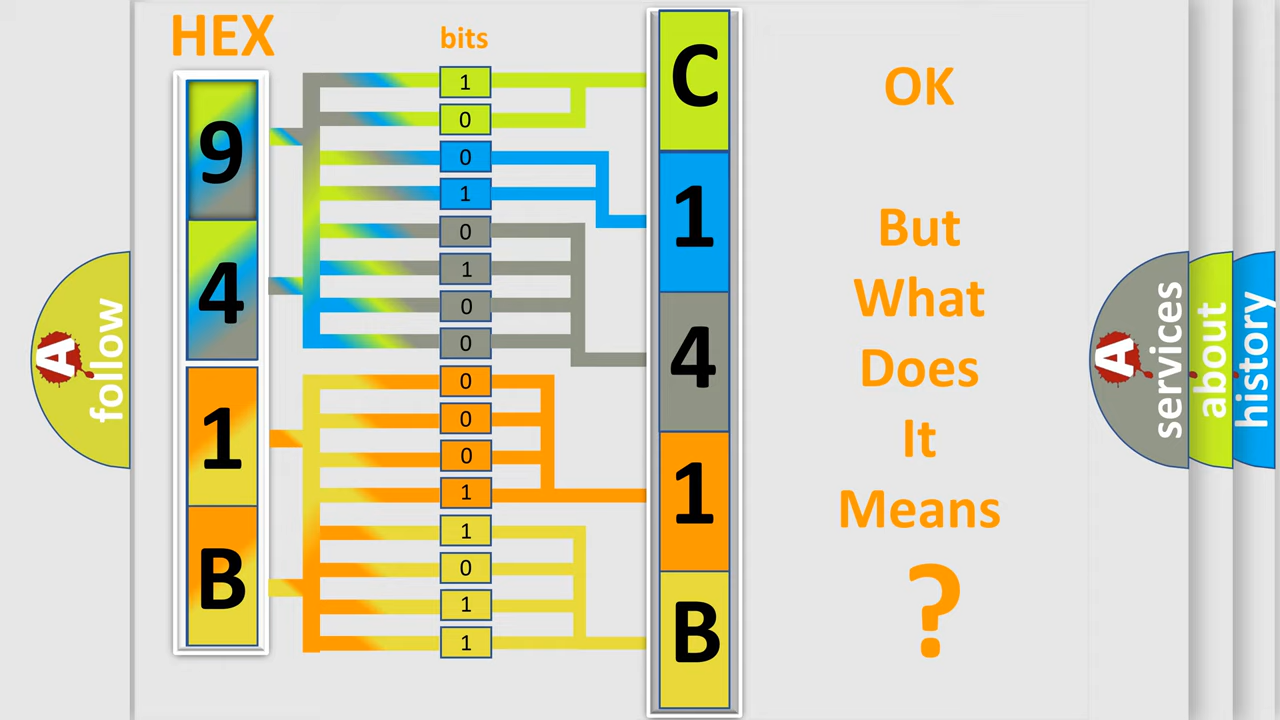 HEX
bits
9
4
1
B
1
0
0
1
0
1
0
0
0
0
0
1
1
0
1
1
C
1
4
1
B
OK
But
What
Does
It
Means
?
A
follow
A
services
about
history